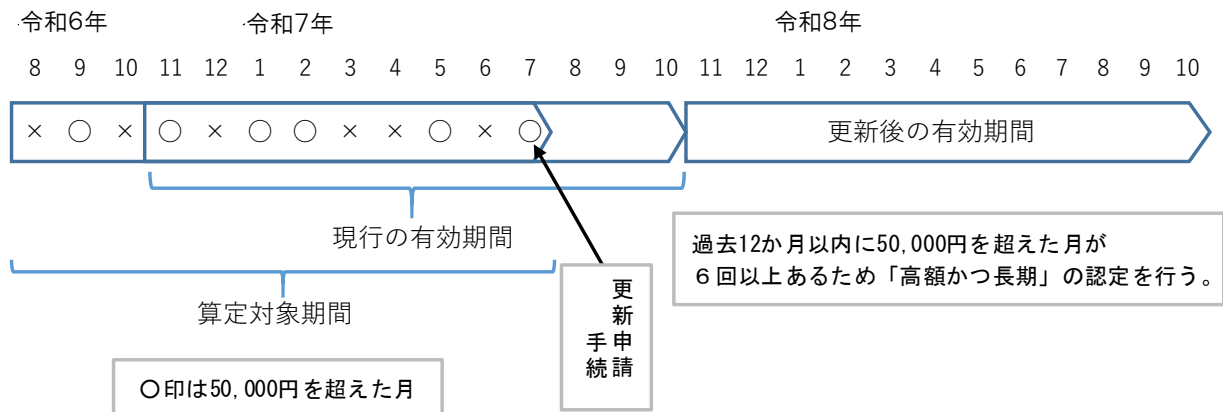 令和6年 令和7年 令和8年
8 9 10 11 12 1 2 3 4 5 6 7 8 9 10 11 12 1 2 3 4 5 6 7 8 9 10
× ○ × ○ × ○ ○ × × ○ × ○ 更新後の有効期間
現行の有効期間
算定対象期間
更新申請
手続
過去12か月以内に50,000円を超えた月が
６回以上あるため「高額かつ長期」の認定を行う。
〇印は50,000円を超えた月